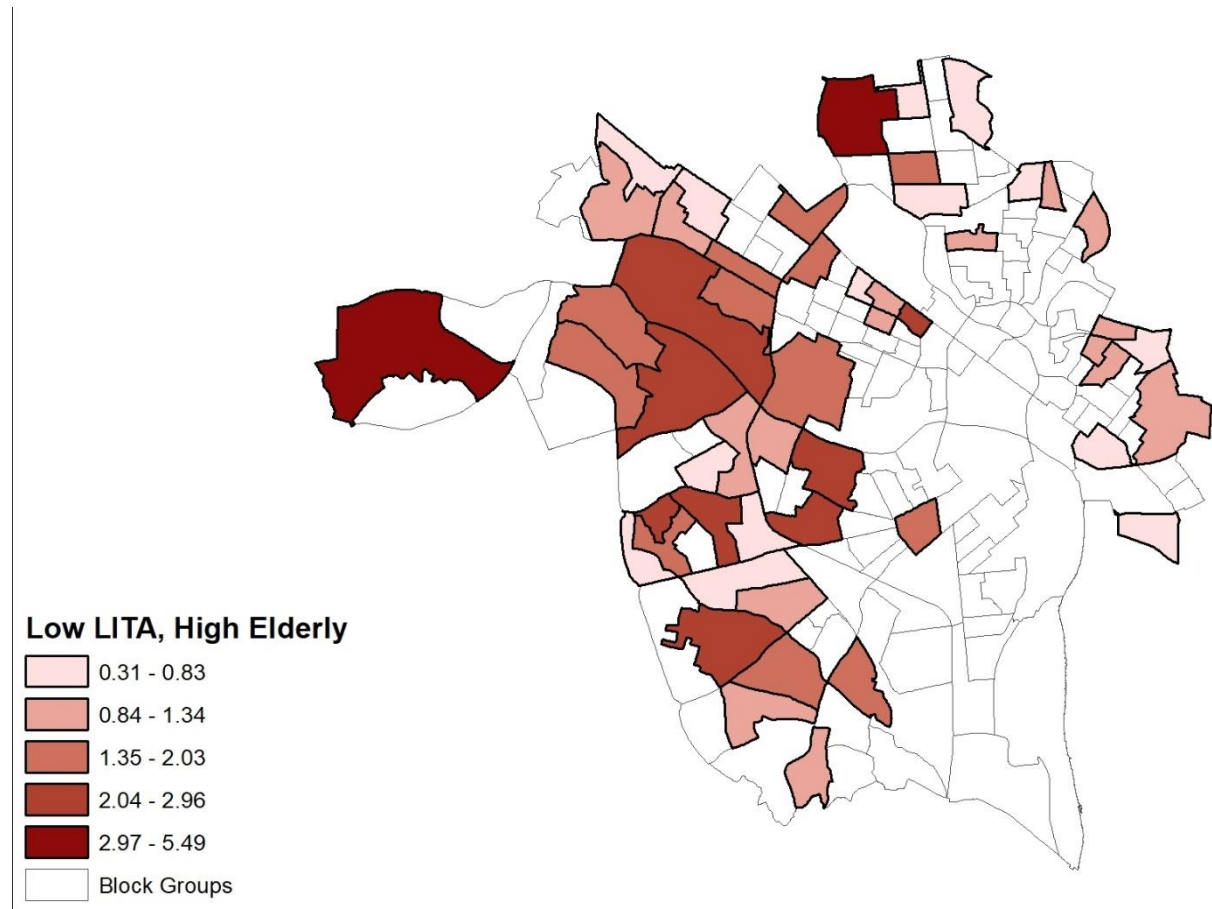 Low LITA, High Elderly
0.31 - 0.83
0.84 - 1.34
1.35 - 2.03
2.04 - 2.96
2.97 - 5.49
Block Groups